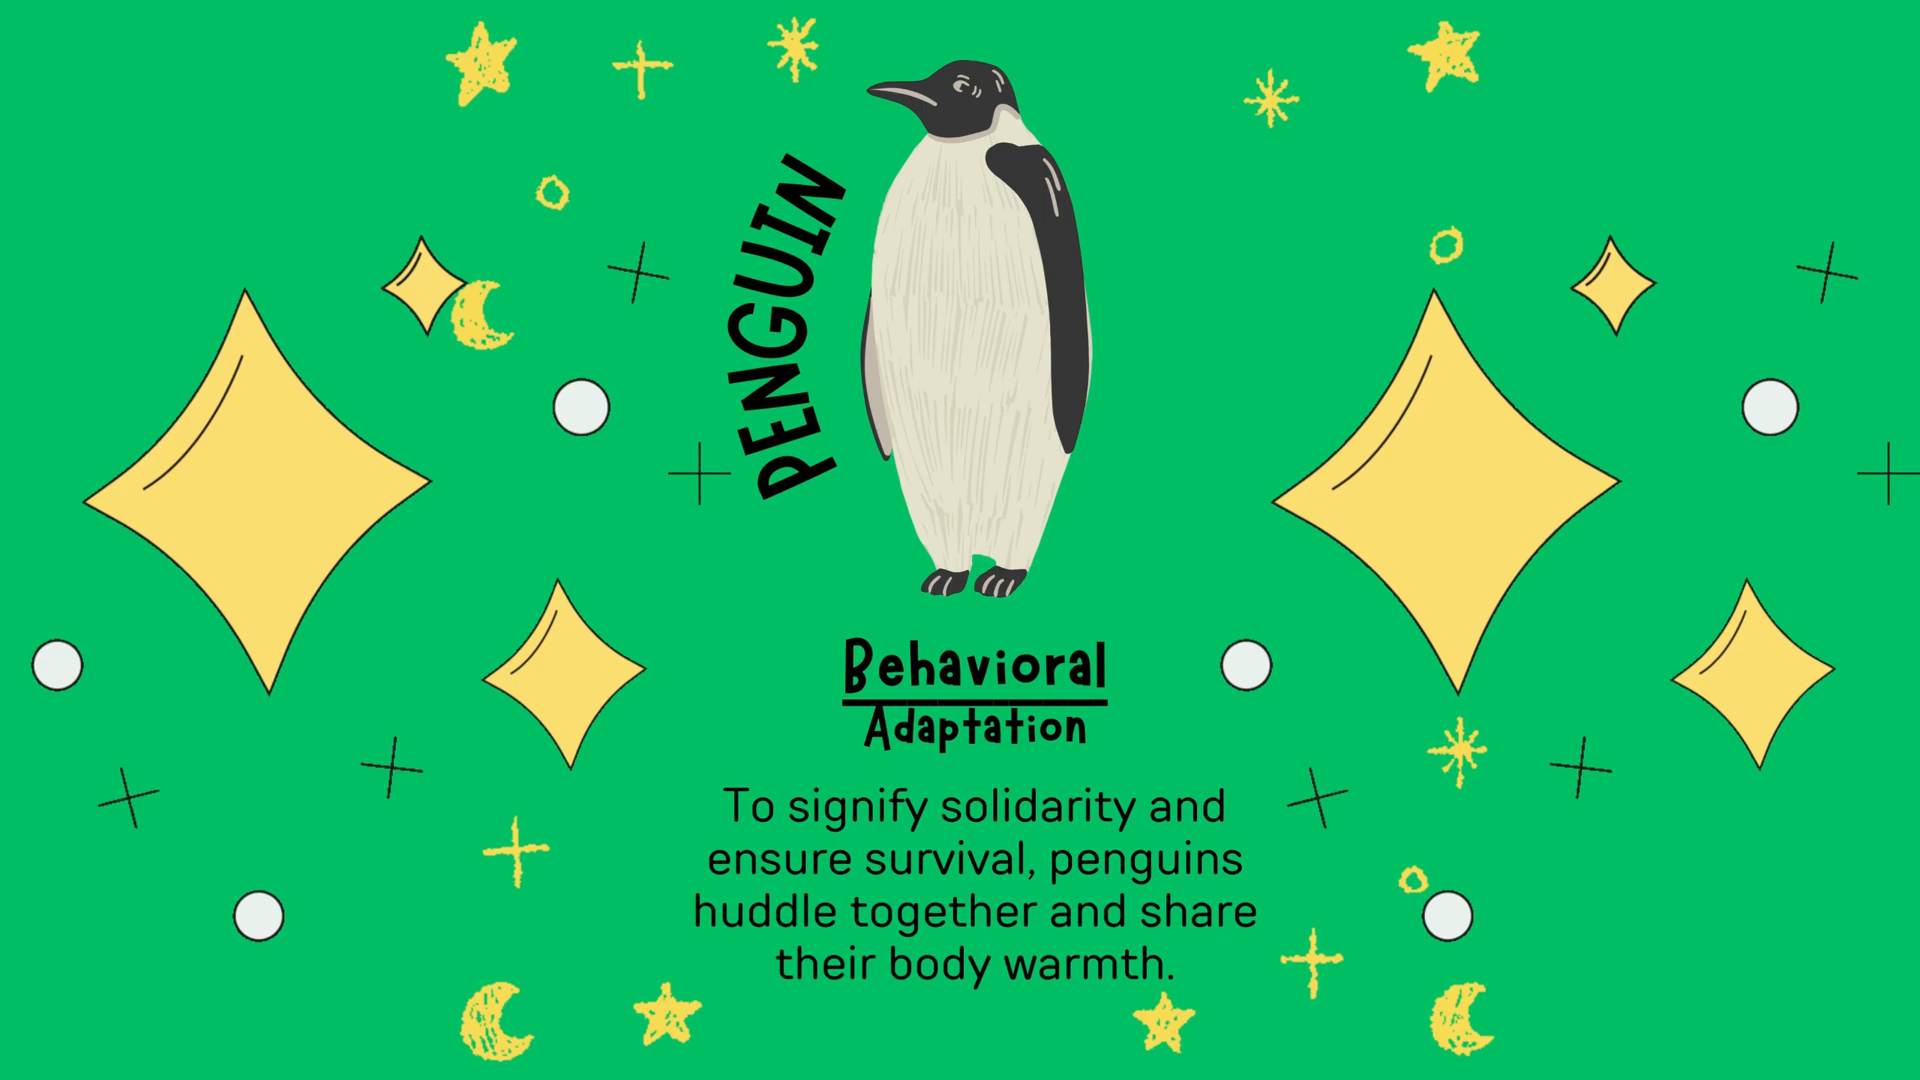 PENGUIN
Behavioral
Adaptation
To signify solidarity and
ensure survival, penguins
huddle together and share
their body warmth.